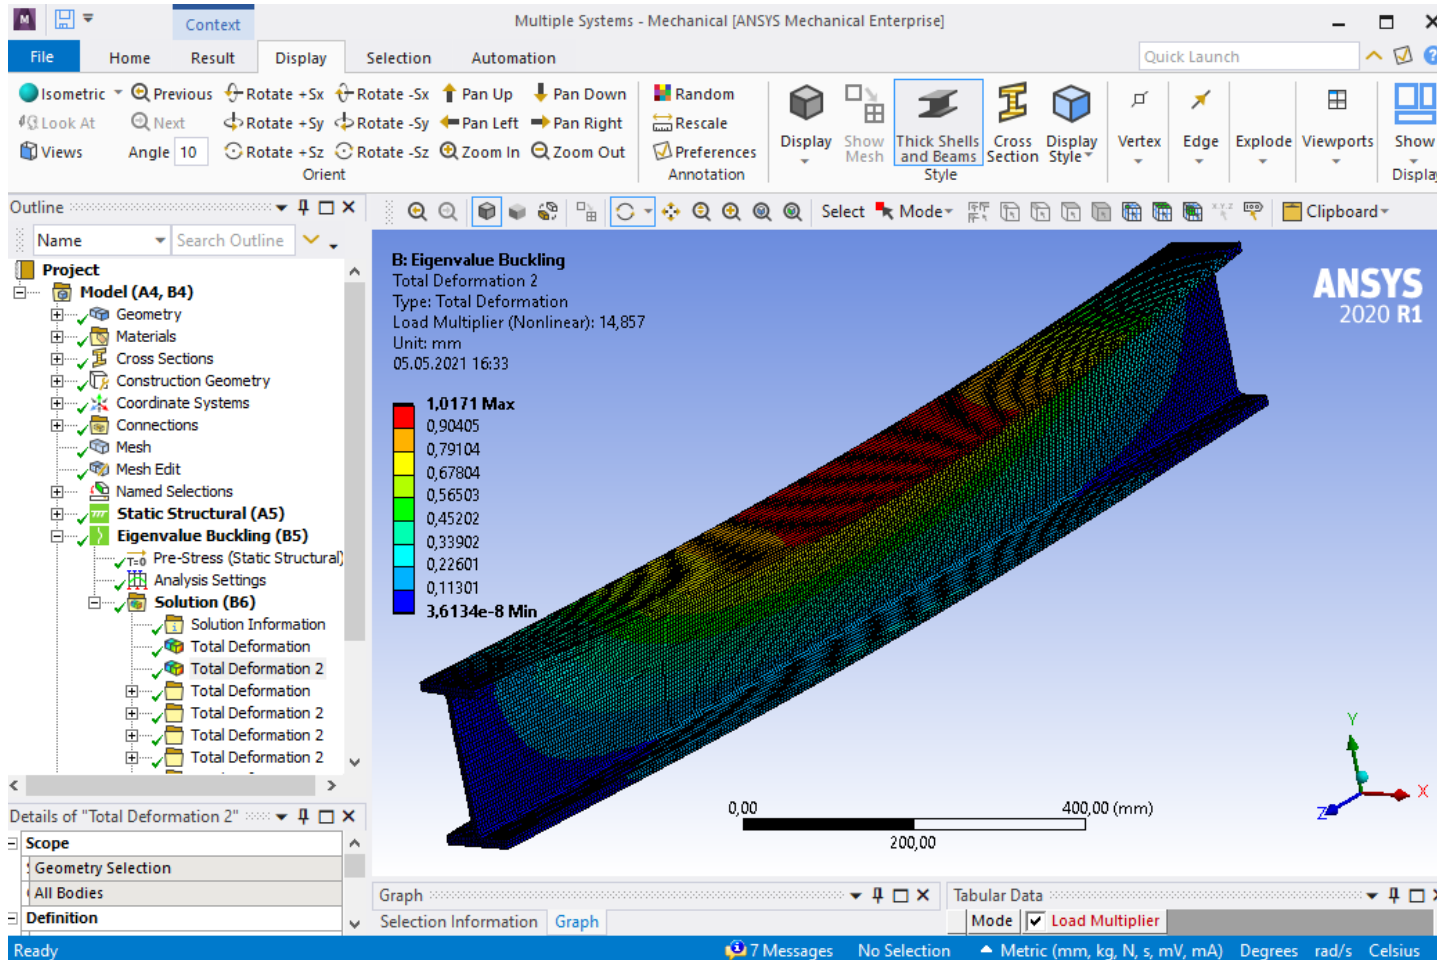 M
Context
Multiple Systems - Mechanical [ANSYS Mechanical Enterprise]
File Home Result Display Selection Automation
Quick Launch
Isometric Previous Rotate +Sx Rotate -Sx Pan Up Pan Down
Look At Next Rotate +Sy Rotate -Sy Pan Left Pan Right
Views Angle 10 Rotate +Sz Rotate -Sz Zoom In Zoom Out
Orient
Random
Rescale
Preferences
Annotation
Display
Show Mesh
Thick Shells and Beams
Cross Section
Display Style
Style
Vertex Edge Explode Viewports Show
Outline
Select Mode Clipboard
Name Search Outline
Project
Model (A4, B4)
Geometry
Materials
Cross Sections
Construction Geometry
Coordinate Systems
Connections
Mesh
Mesh Edit
Named Selections
Static Structural (A5)
Eigenvalue Buckling (B5)
T=0 Pre-Stress (Static Structural)
Analysis Settings
Solution (B6)
Solution Information
Total Deformation
Total Deformation 2
Total Deformation
Total Deformation 2
Total Deformation 2
Total Deformation 2
B: Eigenvalue Buckling
Total Deformation 2
Type: Total Deformation
Load Multiplier (Nonlinear): 14,857
Unit: mm
05.05.2021 16:33
1,0171 Max
0,90405
0,79104
0,67804
0,56503
0,45202
0,33902
0,22601
0,11301
3,6134e-8 Min
ANSYS
2020 R1
Y
X
Z
0,00 400,00 (mm)
200,00
Details of "Total Deformation 2"
Scope
Geometry Selection
All Bodies
Definition
Graph
Selection Information Graph
Tabular Data
Mode Load Multiplier
Ready
7 Messages No Selection Metric (mm, kg, N, s, mV, mA) Degrees rad/s Celsius